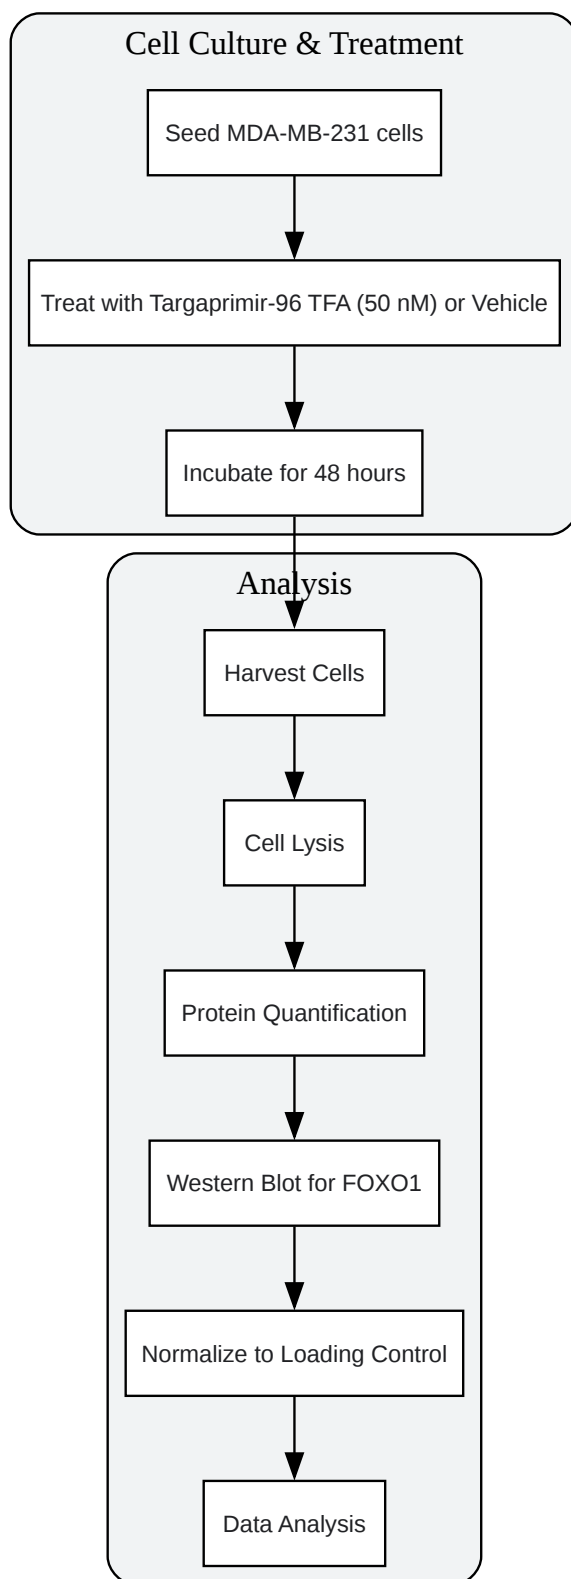 Cell Culture & Treatment
Seed MDA-MB-231 cells
Treat with Targaprimir-96 TFA (50 nM) or Vehicle
Incubate for 48 hours
Analysis
Harvest Cells
Cell Lysis
Protein Quantification
Western Blot for FOXO1
Normalize to Loading Control
Data Analysis